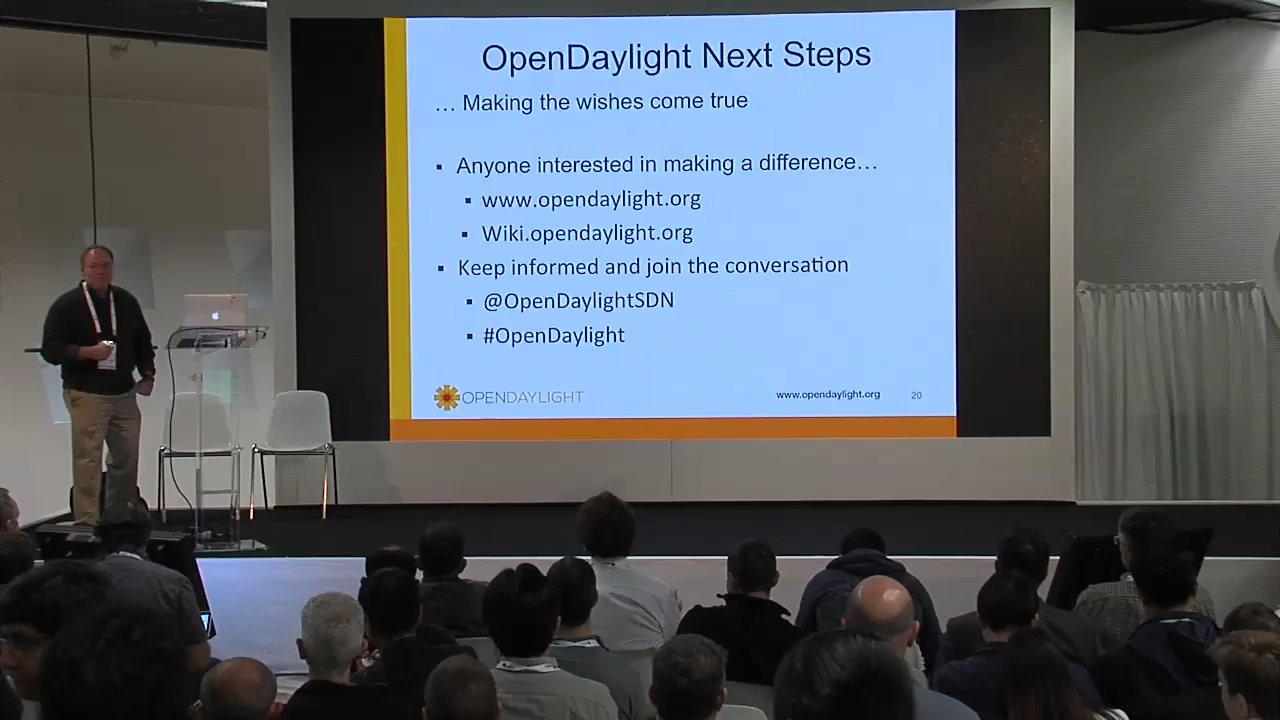 OpenDaylight Next Steps
… Making the wishes come true
▪ Anyone interested in making a difference…
▪ www.opendaylight.org
▪ Wiki.opendaylight.org
▪ Keep informed and join the conversation
▪ @OpenDaylightSDN
▪ #OpenDaylight
OPENDAYLIGHT
www.opendaylight.org 20